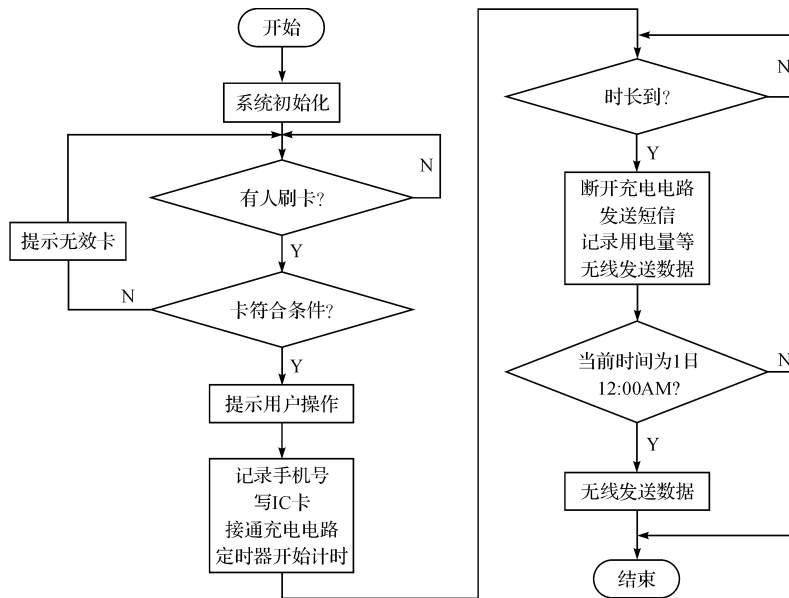 开始
系统初始化
N
有人刷卡?
提示无效卡
Y
N
卡符合条件?
Y
提示用户操作
记录手机号
写IC卡
接通充电电路
定时器开始计时
N
时长到?
Y
断开充电电路
发送短信
记录用电量等
无线发送数据
当前时间为1日
12:00AM?
N
Y
无线发送数据
结束